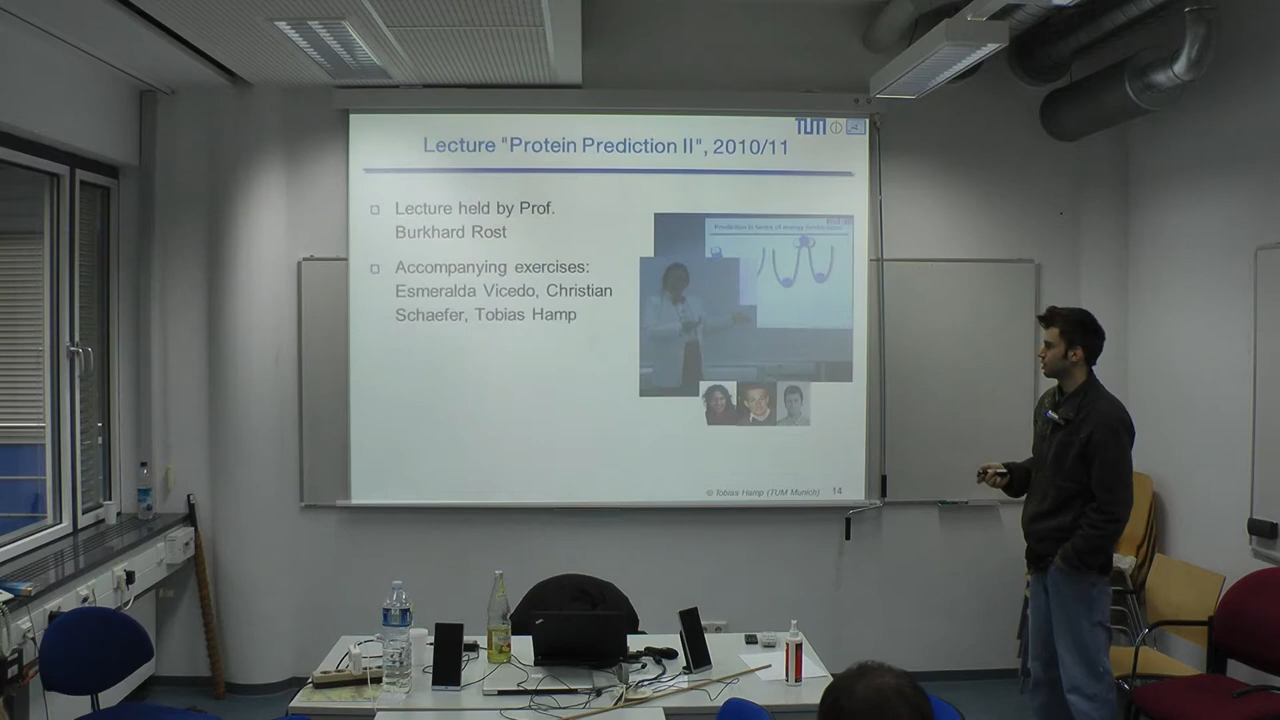 TUM
Lecture "Protein Prediction II", 2010/11
Lecture held by Prof.
Burkhard Rost
Accompanying exercises:
Esmeralda Vicedo, Christian
Schaefer, Tobias Hamp
© Tobias Hamp (TUM Munich) 14